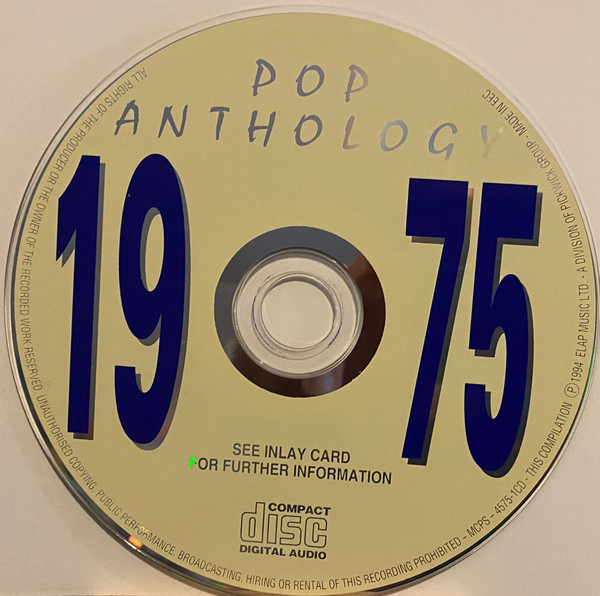 POP
ANTHOLOGY
19 75
SEE INLAY CARD
FOR FURTHER INFORMATION
COMPACT
disc
DIGITAL AUDIO
ALL RIGHTS OF THE PRODUCER OR THE OWNER OF THE RECORDED WORK RESERVED. UNAUTHORISED COPYING, PUBLIC PERFORMANCE, BROADCASTING, HIRING OR RENTAL OF THIS RECORDING PROHIBITED - MCPS - 4575-1CD - THIS COMPILATION Ⓟ 1994 ELAP MUSIC LTD. - A DIVISION OF PICKWICK GROUP - MADE IN EEC